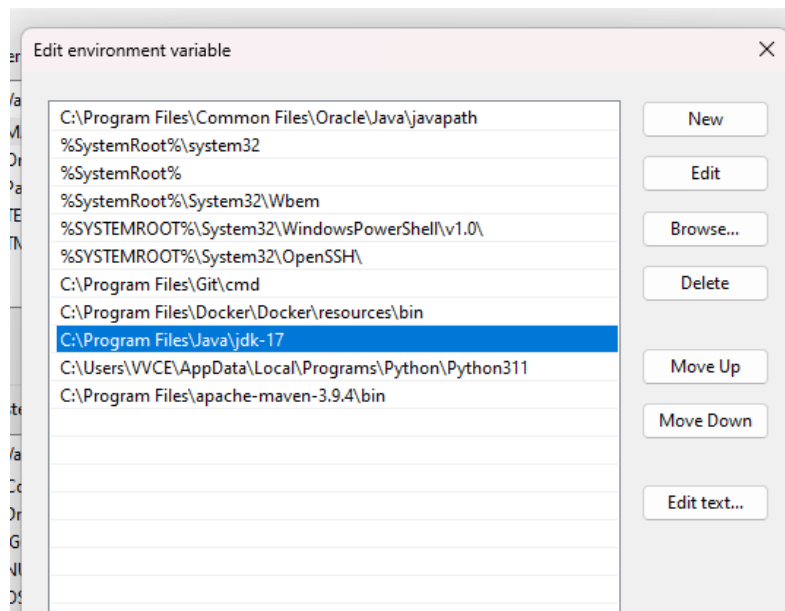 Edit environment variable
C:\Program Files\Common Files\Oracle\Java\javapath
New
%SystemRoot%\system32
%SystemRoot%
Edit
%SystemRoot%\System32\Wbem
%SYSTEMROOT%\System32\WindowsPowerShell\v1.0\
Browse...
%SYSTEMROOT%\System32\OpenSSH\
C:\Program Files\Git\cmd
Delete
C:\Program Files\Docker\Docker\resources\bin
C:\Program Files\Java\jdk-17
C:\Users\VVCE\AppData\Local\Programs\Python\Python311
Move Up
C:\Program Files\apache-maven-3.9.4\bin
Move Down
Edit text...